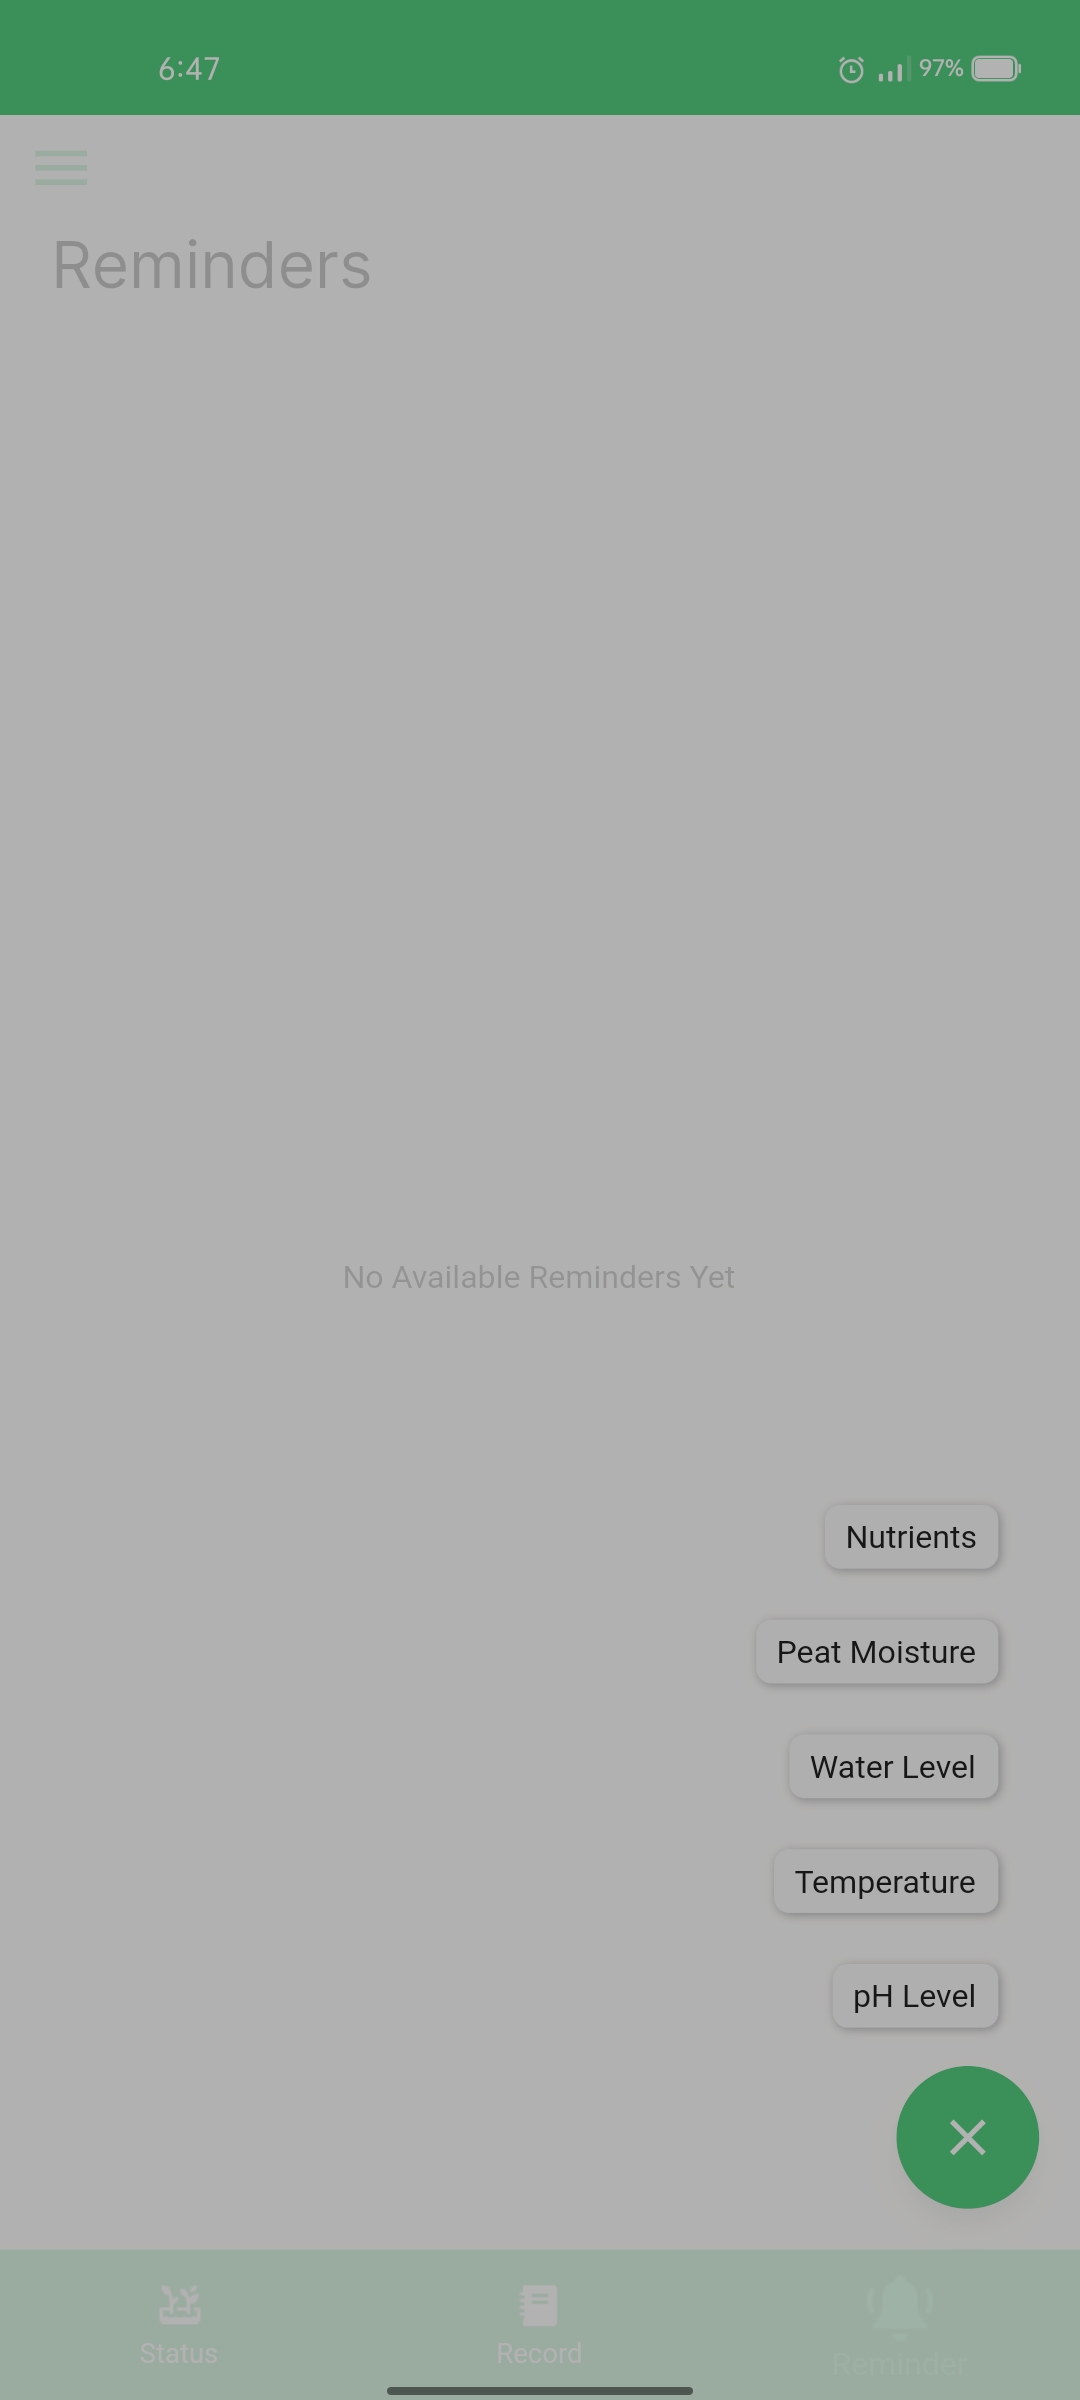 6:47
97%
Reminders
No Available Reminders Yet
Nutrients
Peat Moisture
Water Level
Temperature
pH Level
Status
Record
Reminder